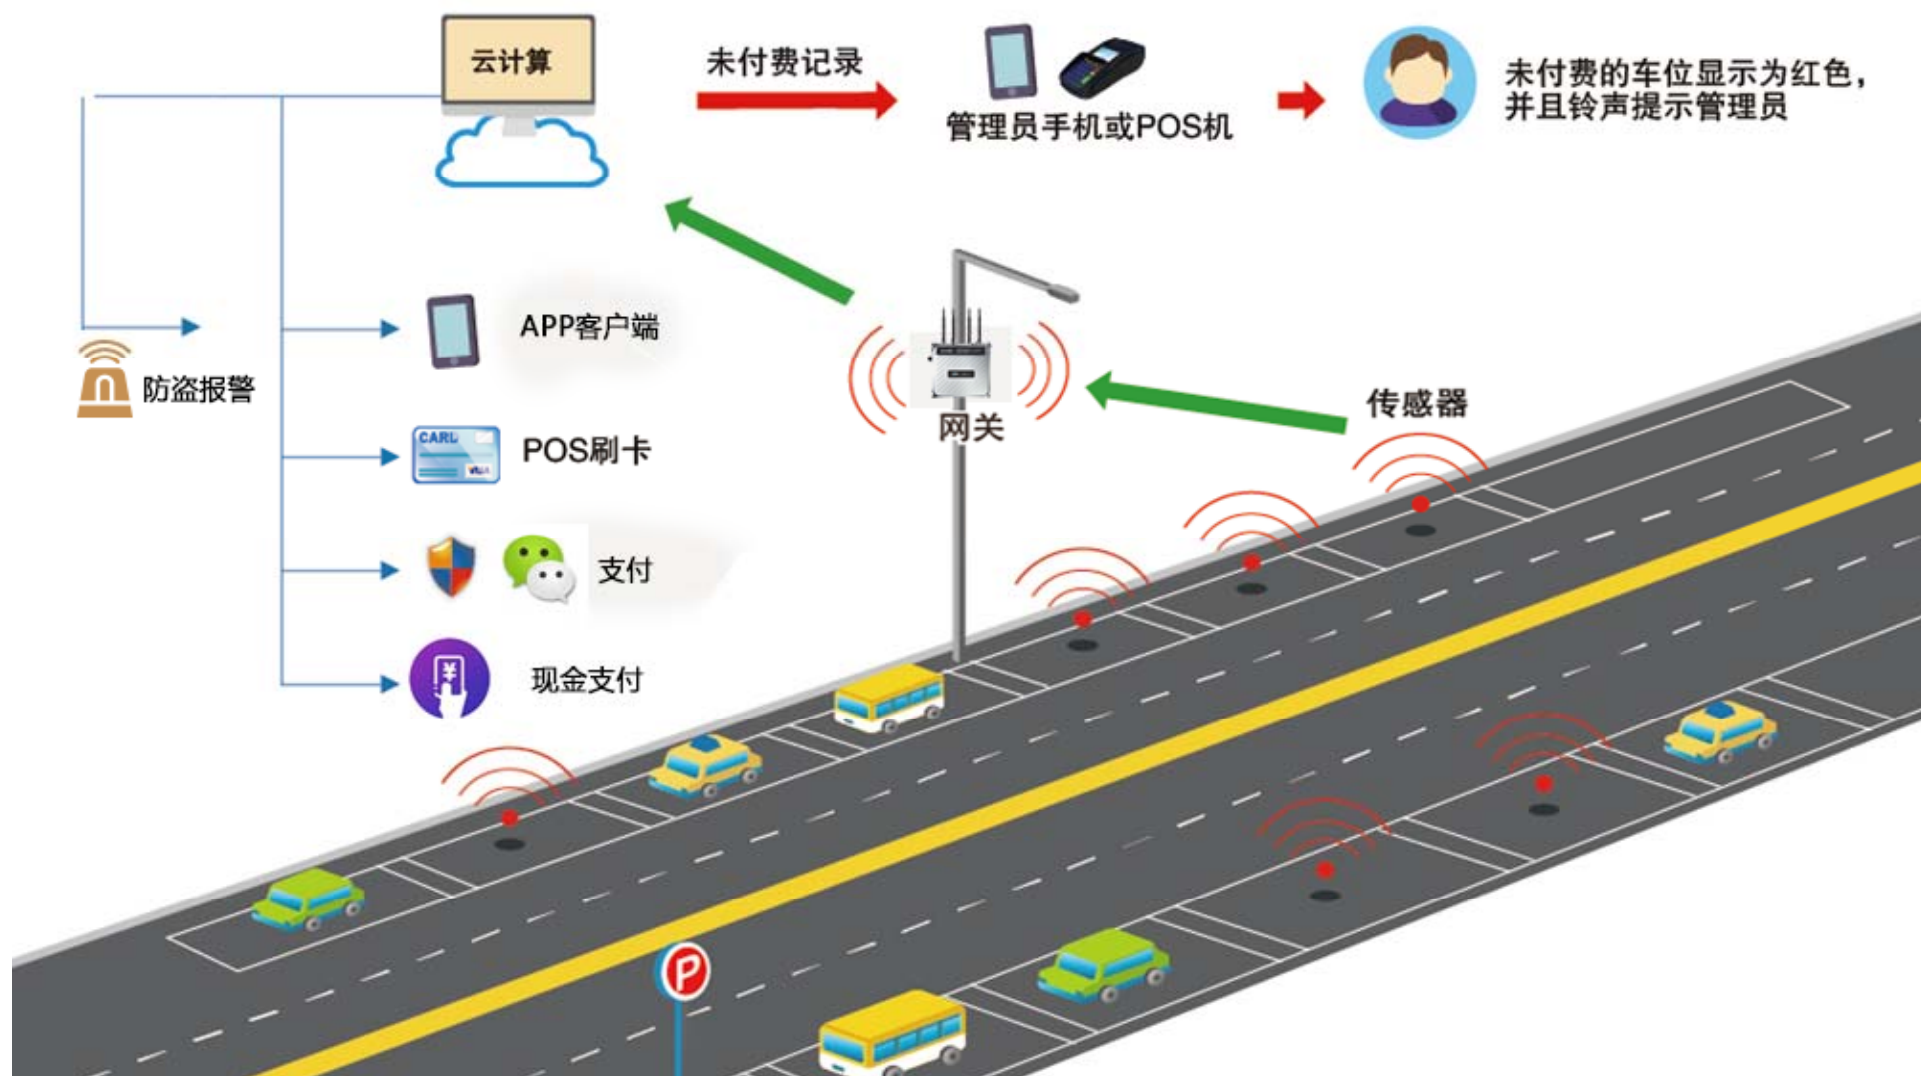 云计算
未付费记录
管理员手机或POS机
未付费的车位显示为红色，
并且铃声提示管理员
APP客户端
防盗报警
CARD
POS刷卡
支付
¥
现金支付
网关
传感器
P